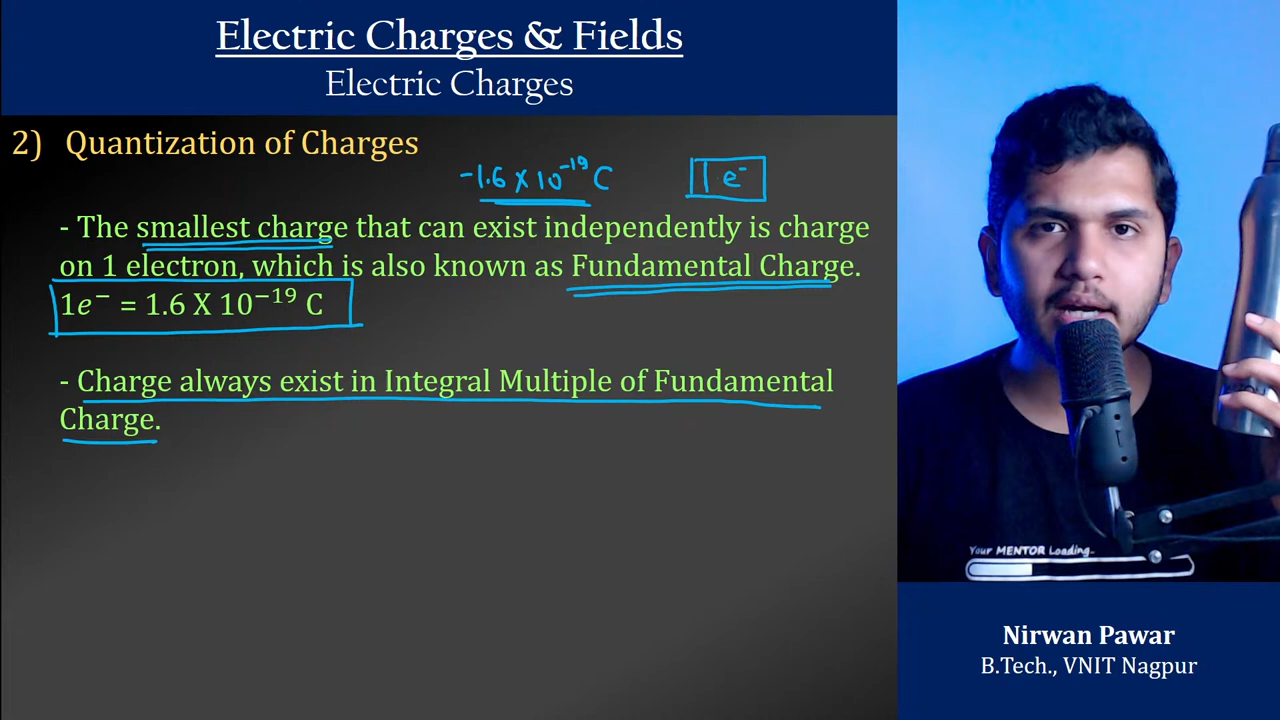 Electric Charges & Fields
Electric Charges
2) Quantization of Charges
-1.6 X 10⁻¹⁹ C
1 e⁻
- The smallest charge that can exist independently is charge
on 1 electron, which is also known as Fundamental Charge.
1e⁻ = 1.6 X 10⁻¹⁹ C
- Charge always exist in Integral Multiple of Fundamental
Charge.
Your MENTOR Loading..
Nirwan Pawar
B.Tech., VNIT Nagpur